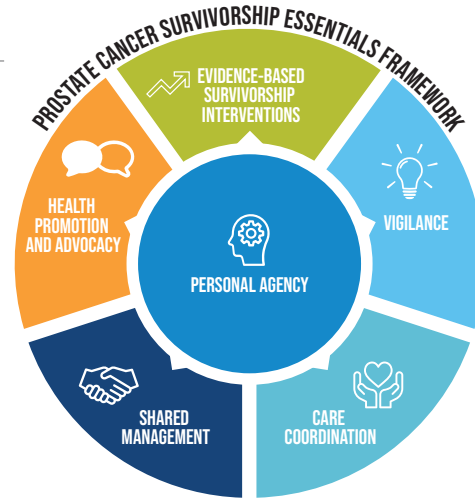 PROSTATE CANCER SURVIVORSHIP ESSENTIALS FRAMEWORK
EVIDENCE-BASED
SURVIVORSHIP
INTERVENTIONS
HEALTH
PROMOTION
AND ADVOCACY
VIGILANCE
PERSONAL AGENCY
SHARED
MANAGEMENT
CARE
COORDINATION